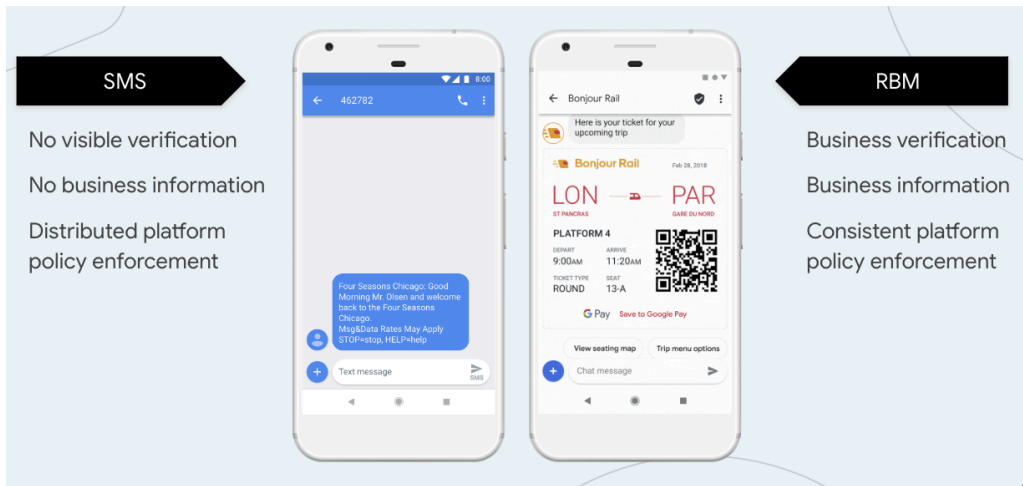 SMS
No visible verification
No business information
Distributed platform
policy enforcement
8:00
462782
Four Seasons Chicago: Good
Morning Mr. Olsen and welcome
back to the Four Seasons
Chicago.
Msg&Data Rates May Apply
STOP=stop, HELP=help
Text message
SMS
Bonjour Rail
Here is your ticket for your
upcoming trip
Bonjour Rail
Feb 28, 2018
LON PAR
ST PANCRAS GARE DU NORD
PLATFORM 4
DEPART ARRIVE
9:00AM 11:20AM
TICKET TYPE SEAT
ROUND 13-A
G Pay Save to Google Pay
View seating map Trip menu options
Chat message
RBM
Business verification
Business information
Consistent platform
policy enforcement